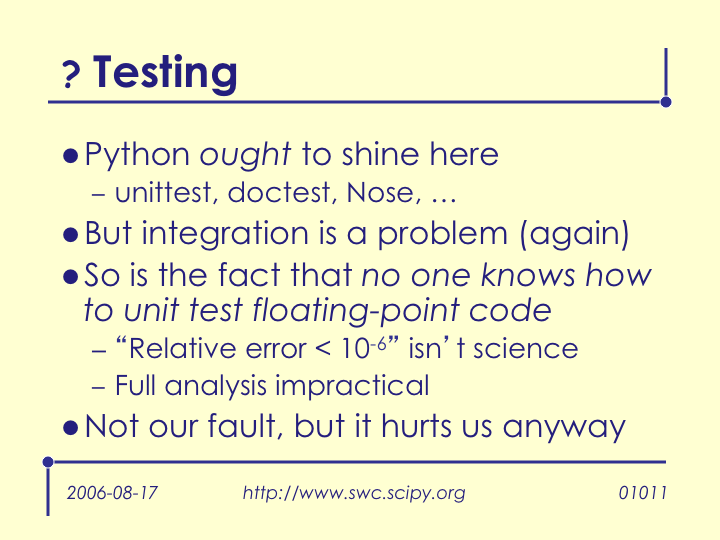 ? Testing
●Python ought to shine here
– unittest, doctest, Nose, …
●But integration is a problem (again)
●So is the fact that no one knows how
to unit test floating-point code
– “Relative error < 10-6” isn’t science
– Full analysis impractical
●Not our fault, but it hurts us anyway
2006-08-17 http://www.swc.scipy.org 01011